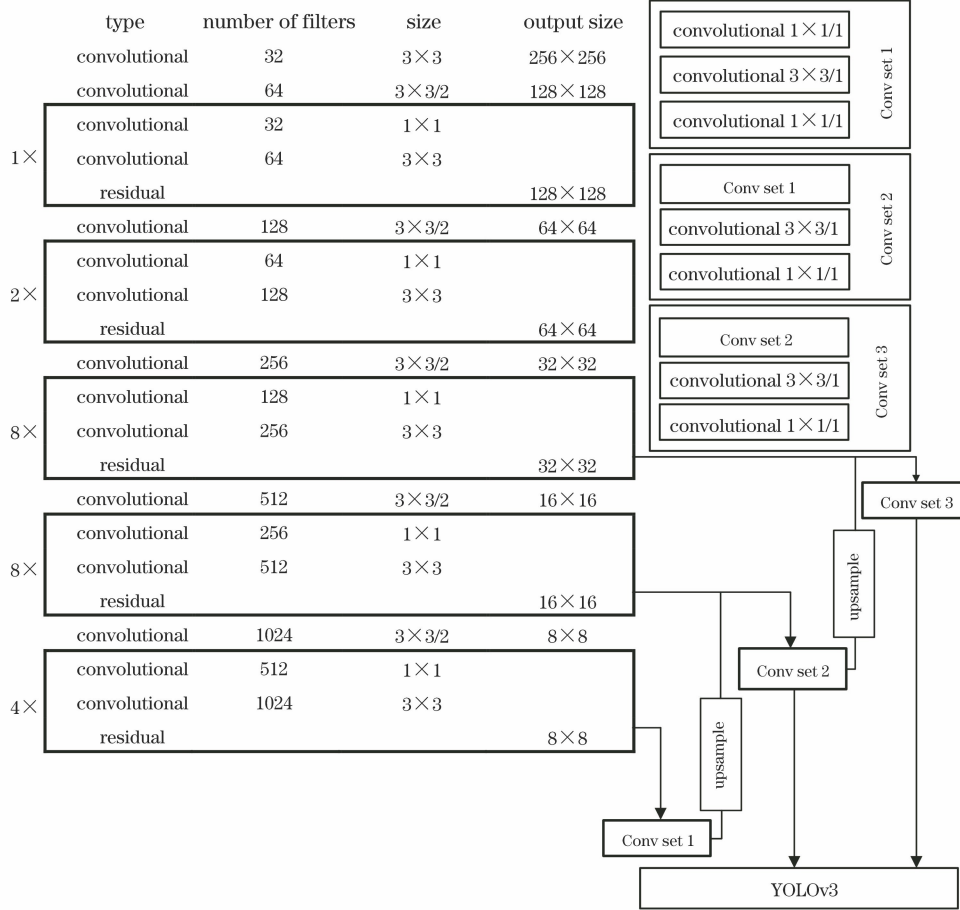 type number of filters size output size
convolutional 32 3×3 256×256
convolutional 64 3×3/2 128×128
1×
convolutional 32 1×1
convolutional 64 3×3
residual 128×128
convolutional 128 3×3/2 64×64
2×
convolutional 64 1×1
convolutional 128 3×3
residual 64×64
convolutional 256 3×3/2 32×32
8×
convolutional 128 1×1
convolutional 256 3×3
residual 32×32
convolutional 512 3×3/2 16×16
8×
convolutional 256 1×1
convolutional 512 3×3
residual 16×16
convolutional 1024 3×3/2 8×8
4×
convolutional 512 1×1
convolutional 1024 3×3
residual 8×8
convolutional 1×1/1
convolutional 3×3/1
convolutional 1×1/1
Conv set 1
Conv set 1
convolutional 3×3/1
convolutional 1×1/1
Conv set 2
Conv set 2
convolutional 3×3/1
convolutional 1×1/1
Conv set 3
Conv set 3
upsample
Conv set 2
upsample
Conv set 1
YOLOv3